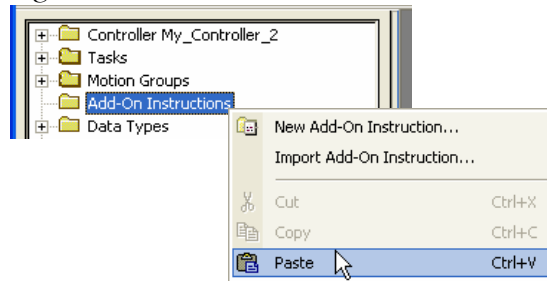 Controller My_Controller_2
Tasks
Motion Groups
Add-On Instructions
Data Types
New Add-On Instruction...
Import Add-On Instruction...
Cut Ctrl+X
Copy Ctrl+C
Paste Ctrl+V